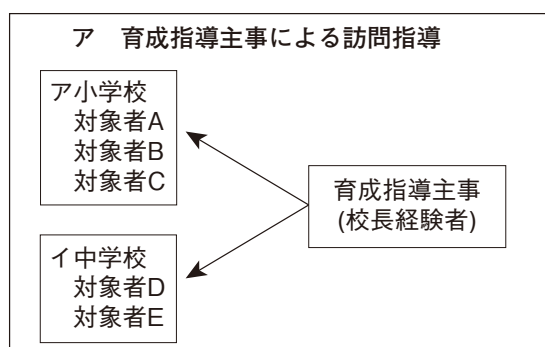 ア　育成指導主事による訪問指導
ア小学校
対象者A
対象者B
対象者C
育成指導主事
(校長経験者)
イ中学校
対象者D
対象者E